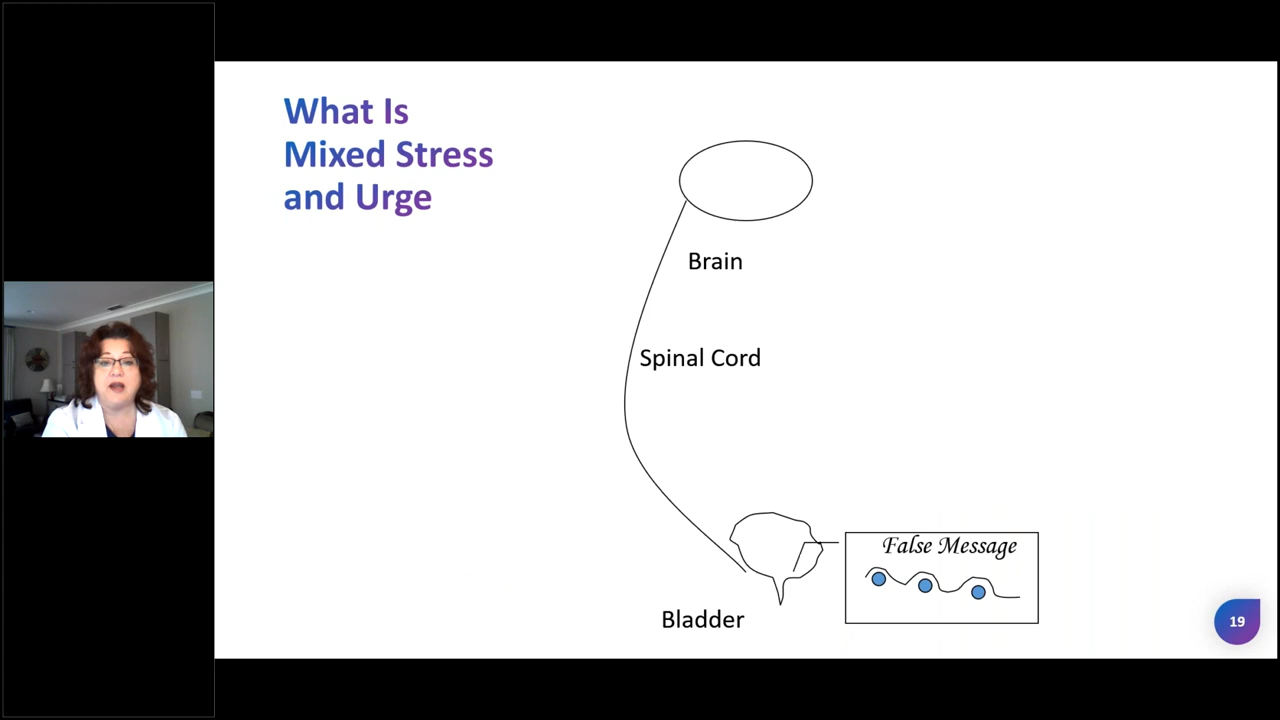 What Is
Mixed Stress
and Urge
Brain
Spinal Cord
False Message
Bladder
19